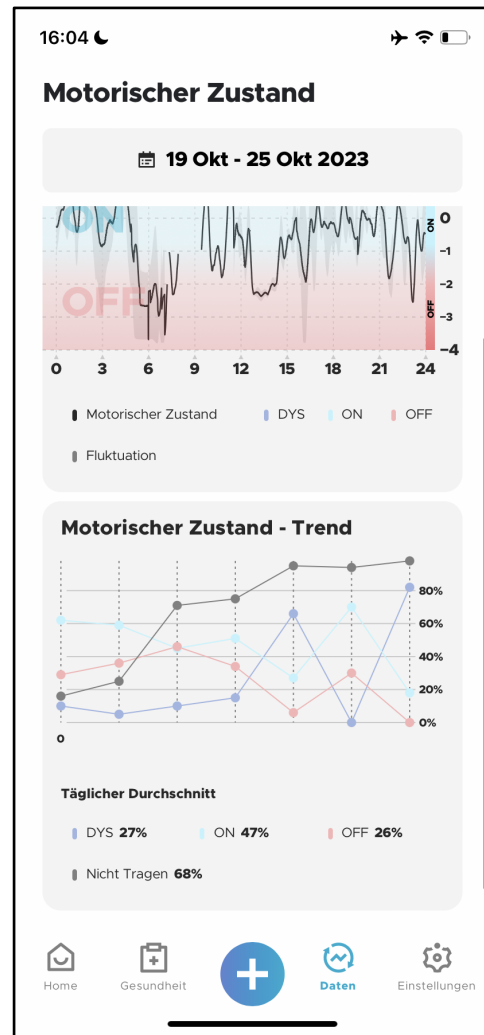 16:04
Motorischer Zustand
19 Okt - 25 Okt 2023
ON
OFF
0
-1
-2
-3
-4
ON
OFF
0 3 6 9 12 15 18 21 24
Motorischer Zustand DYS ON OFF
Fluktuation
Motorischer Zustand - Trend
80%
60%
40%
20%
0%
0
Täglicher Durchschnitt
DYS 27% ON 47% OFF 26%
Nicht Tragen 68%
Home Gesundheit Daten Einstellungen